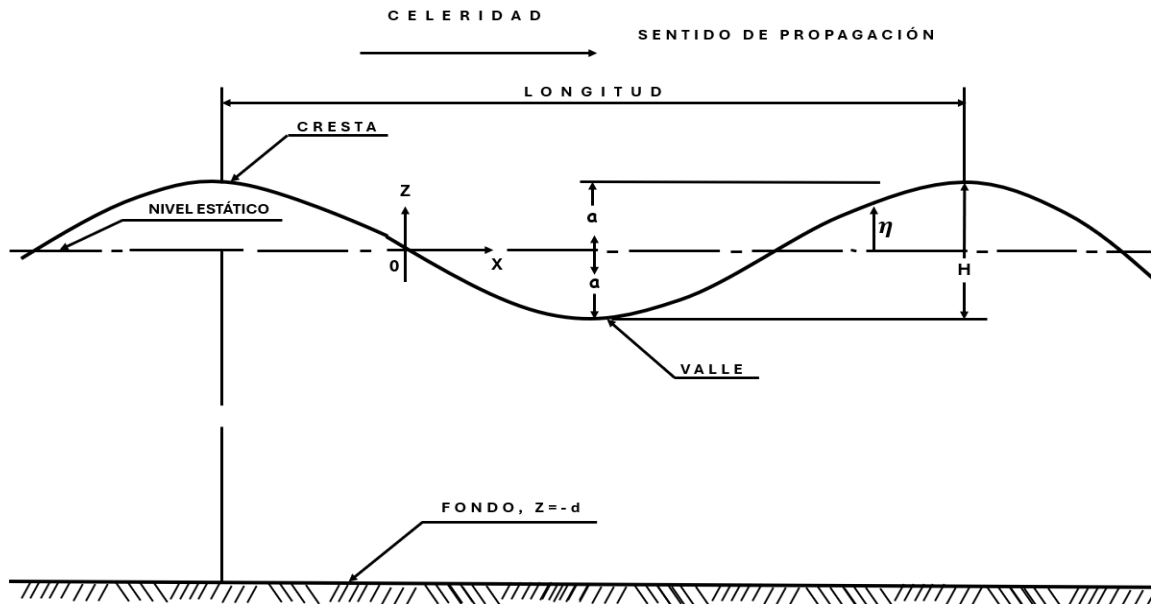 CELERIDAD
SENTIDO DE PROPAGACIÓN
LONGITUD
CRESTA
Z
a
NIVEL ESTÁTICO
η
0
X
a
H
VALLE
FONDO, Z=-d